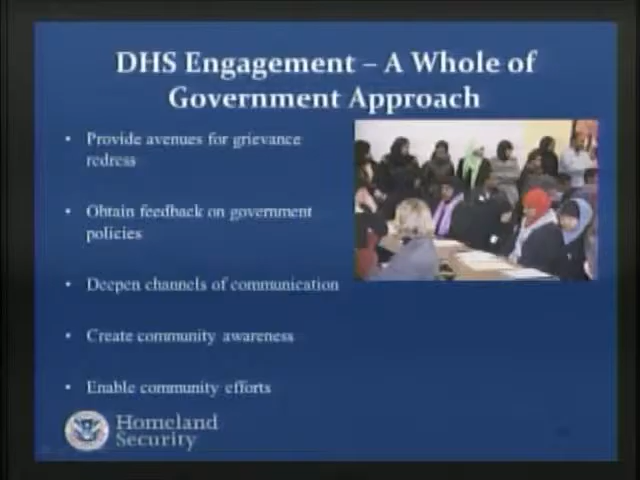 DHS Engagement – A Whole of
Government Approach
• Provide avenues for grievance
redress
• Obtain feedback on government
policies
• Deepen channels of communication
• Create community awareness
• Enable community efforts
Homeland
Security